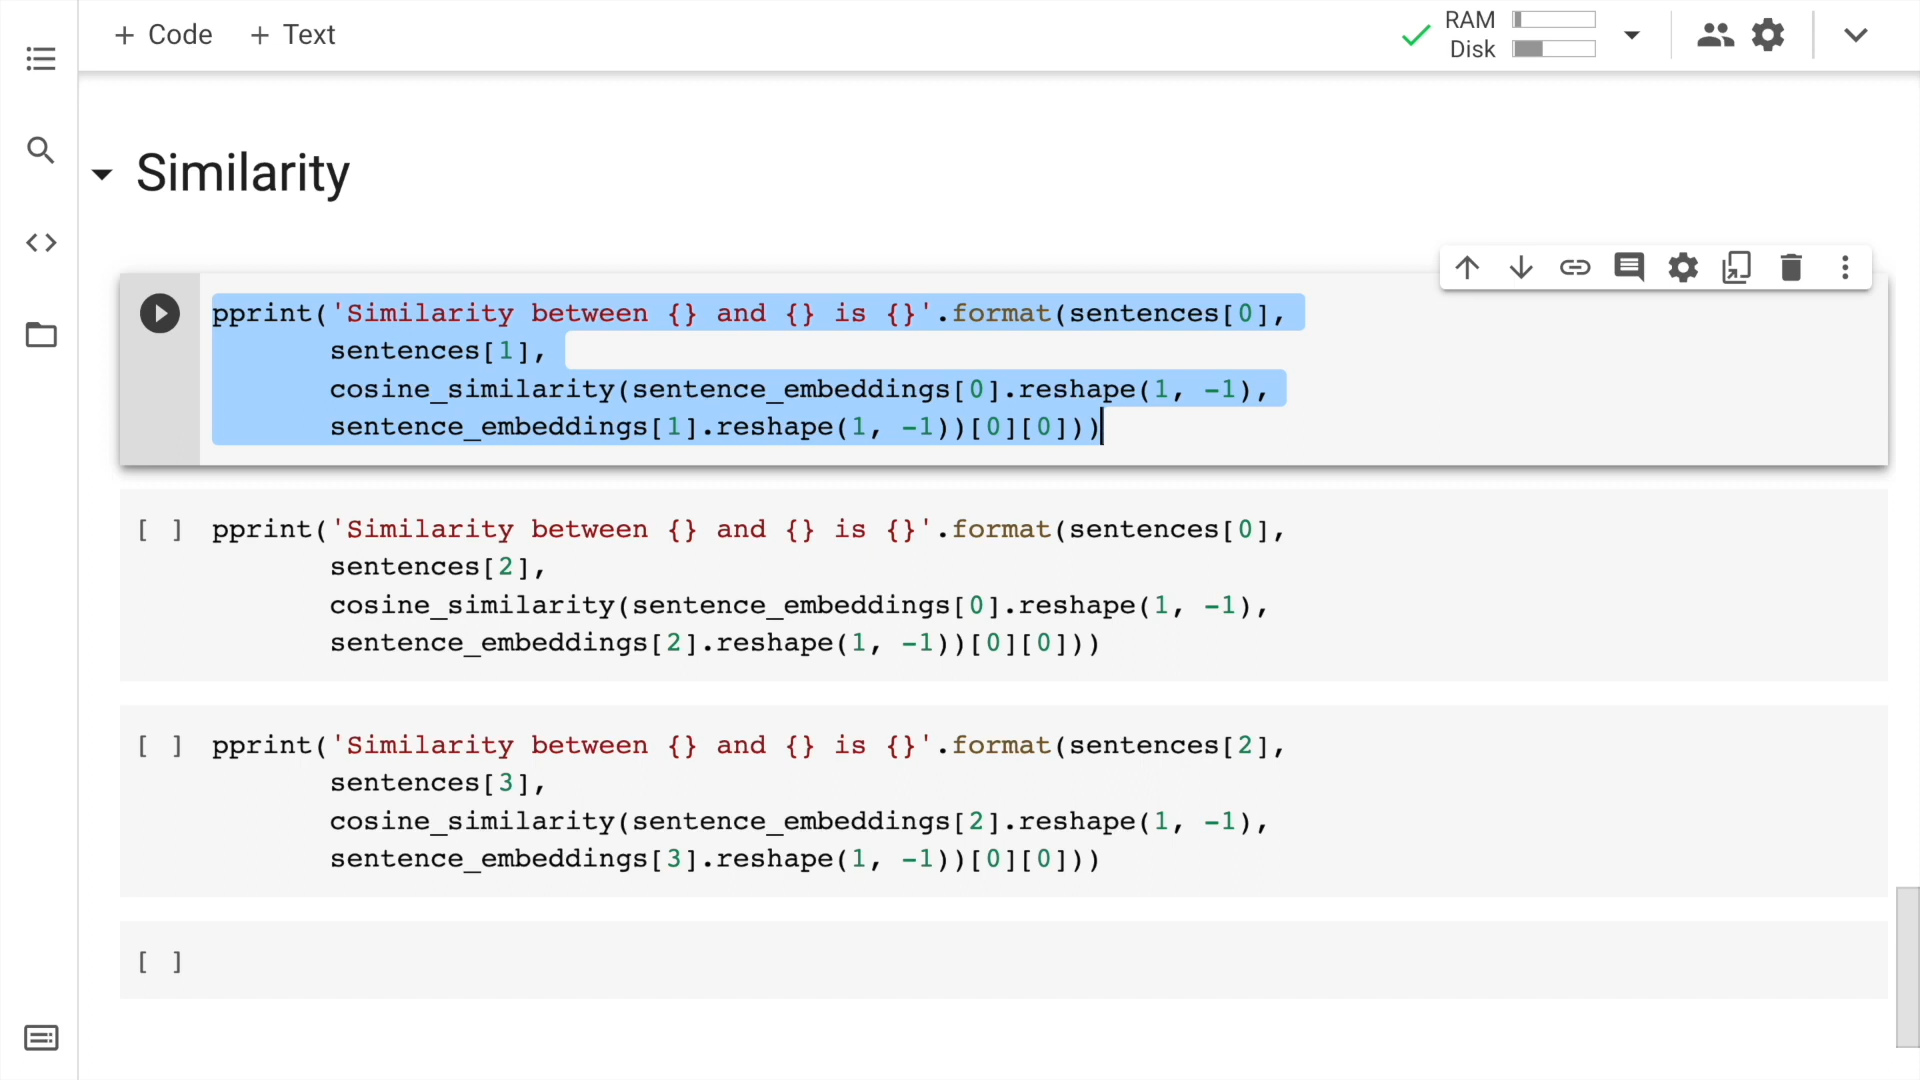 + Code + Text
RAM
Disk
Similarity
pprint('Similarity between {} and {} is {}'.format(sentences[0],
sentences[1],
cosine_similarity(sentence_embeddings[0].reshape(1, -1),
sentence_embeddings[1].reshape(1, -1))[0][0]))
[ ] pprint('Similarity between {} and {} is {}'.format(sentences[0],
sentences[2],
cosine_similarity(sentence_embeddings[0].reshape(1, -1),
sentence_embeddings[2].reshape(1, -1))[0][0]))
[ ] pprint('Similarity between {} and {} is {}'.format(sentences[2],
sentences[3],
cosine_similarity(sentence_embeddings[2].reshape(1, -1),
sentence_embeddings[3].reshape(1, -1))[0][0]))
[ ]